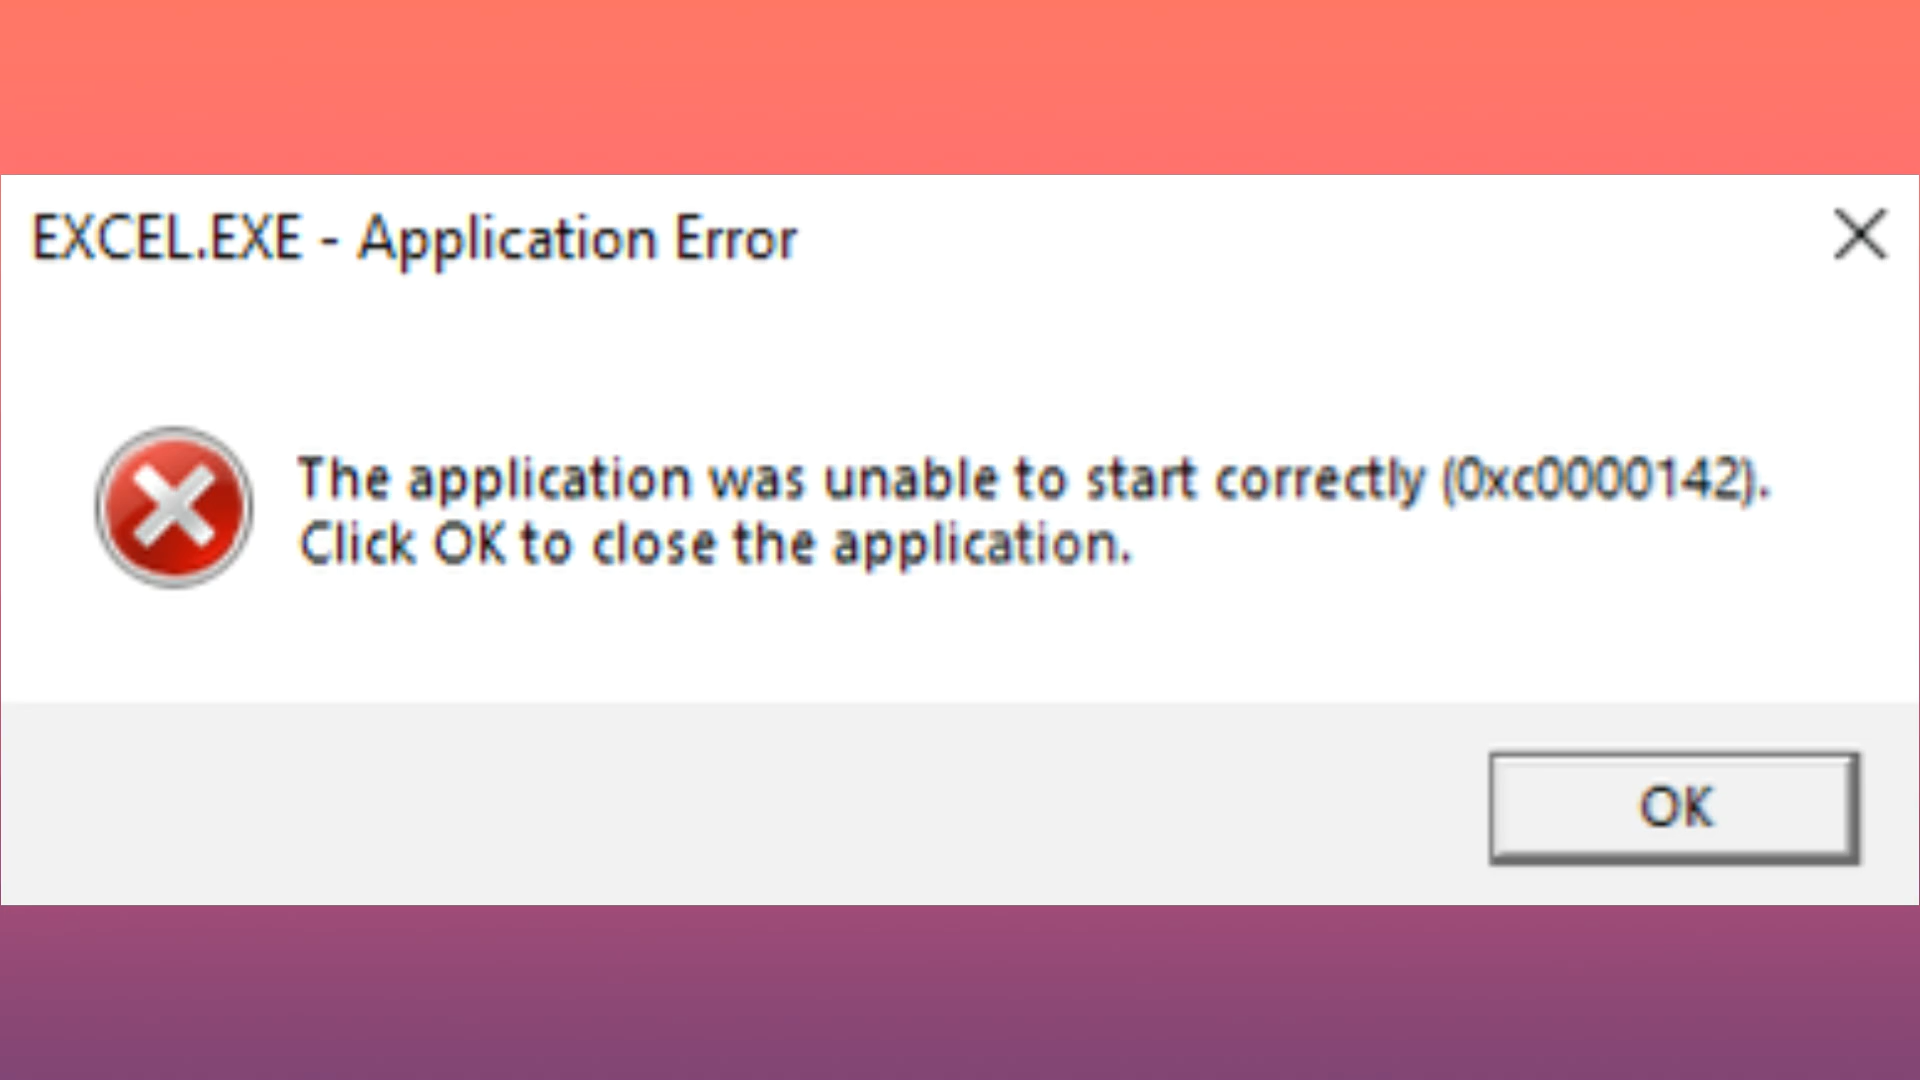 EXCEL.EXE - Application Error
The application was unable to start correctly (0xc0000142).
Click OK to close the application.
OK